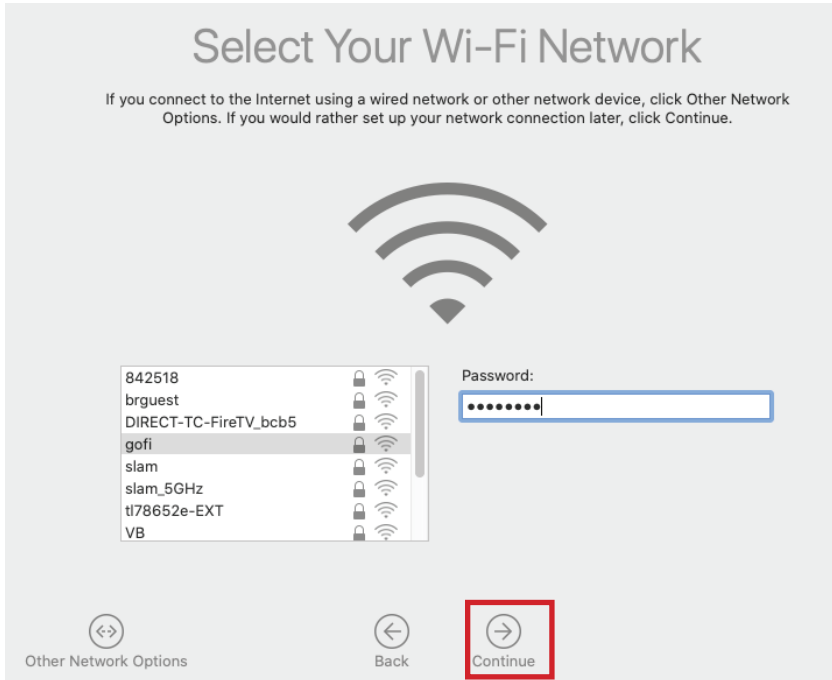 Select Your Wi-Fi Network
If you connect to the Internet using a wired network or other network device, click Other Network
Options. If you would rather set up your network connection later, click Continue.
842518
brguest
DIRECT-TC-FireTV_bcb5
gofi
slam
slam_5GHz
tl78652e-EXT
VB
Password:
••••••••
Other Network Options
Back
Continue